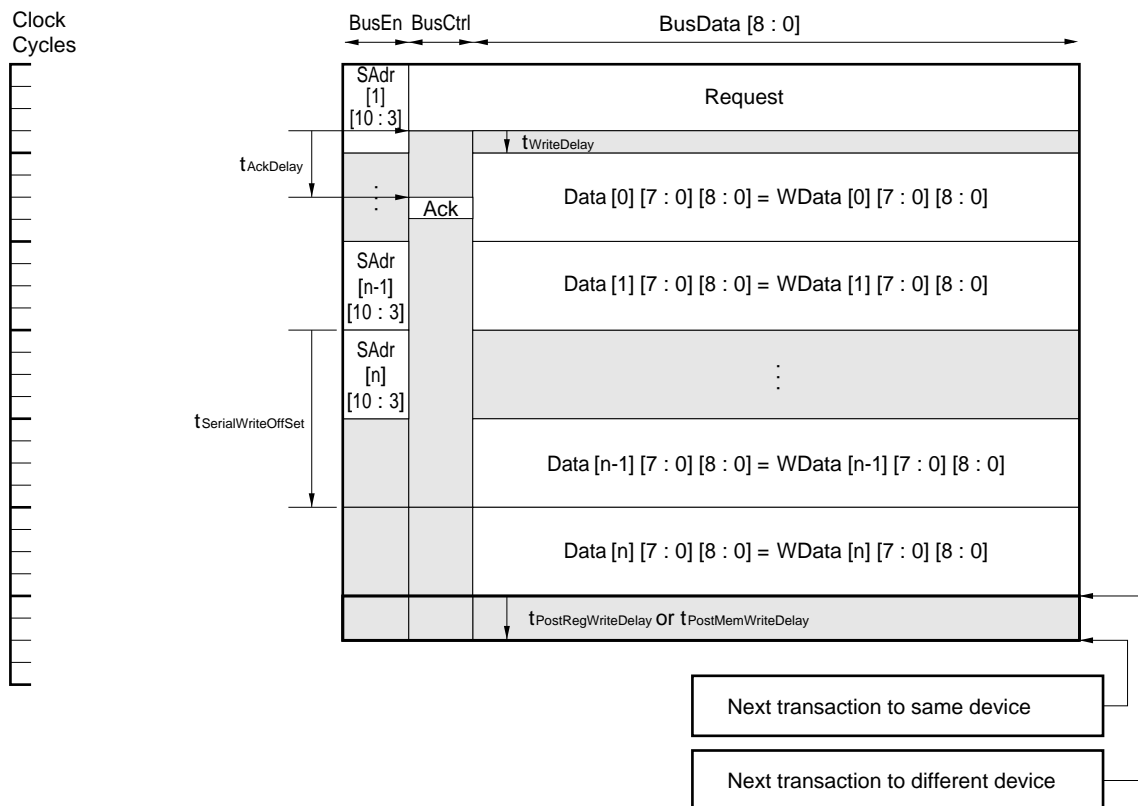 Clock
Cycles
BusEn BusCtrl BusData [8 : 0]
SAdr
[1]
[10 : 3]
Request
tWriteDelay
tAckDelay
⋮
Data [0] [7 : 0] [8 : 0] = WData [0] [7 : 0] [8 : 0]
Ack
SAdr
[n-1]
[10 : 3]
Data [1] [7 : 0] [8 : 0] = WData [1] [7 : 0] [8 : 0]
SAdr
[n]
[10 : 3]
⋮
tSerialWriteOffSet
Data [n-1] [7 : 0] [8 : 0] = WData [n-1] [7 : 0] [8 : 0]
Data [n] [7 : 0] [8 : 0] = WData [n] [7 : 0] [8 : 0]
tPostRegWriteDelay or tPostMemWriteDelay
Next transaction to same device
Next transaction to different device